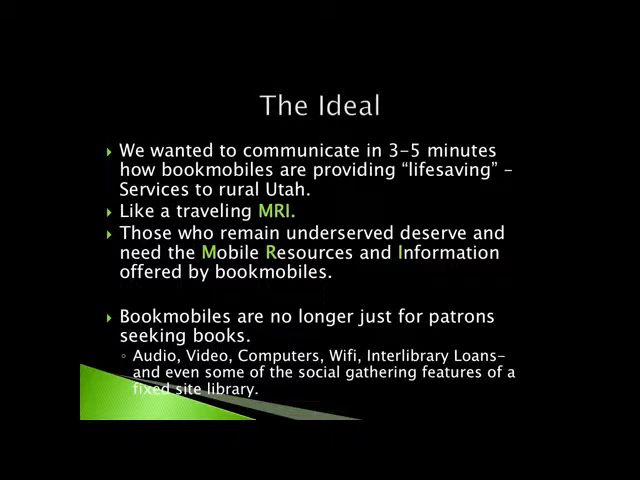 The Ideal
We wanted to communicate in 3-5 minutes
how bookmobiles are providing “lifesaving” –
Services to rural Utah.
Like a traveling MRI.
Those who remain underserved deserve and
need the Mobile Resources and Information
offered by bookmobiles.
Bookmobiles are no longer just for patrons
seeking books.
Audio, Video, Computers, Wifi, Interlibrary Loans–
and even some of the social gathering features of a
fixed site library.